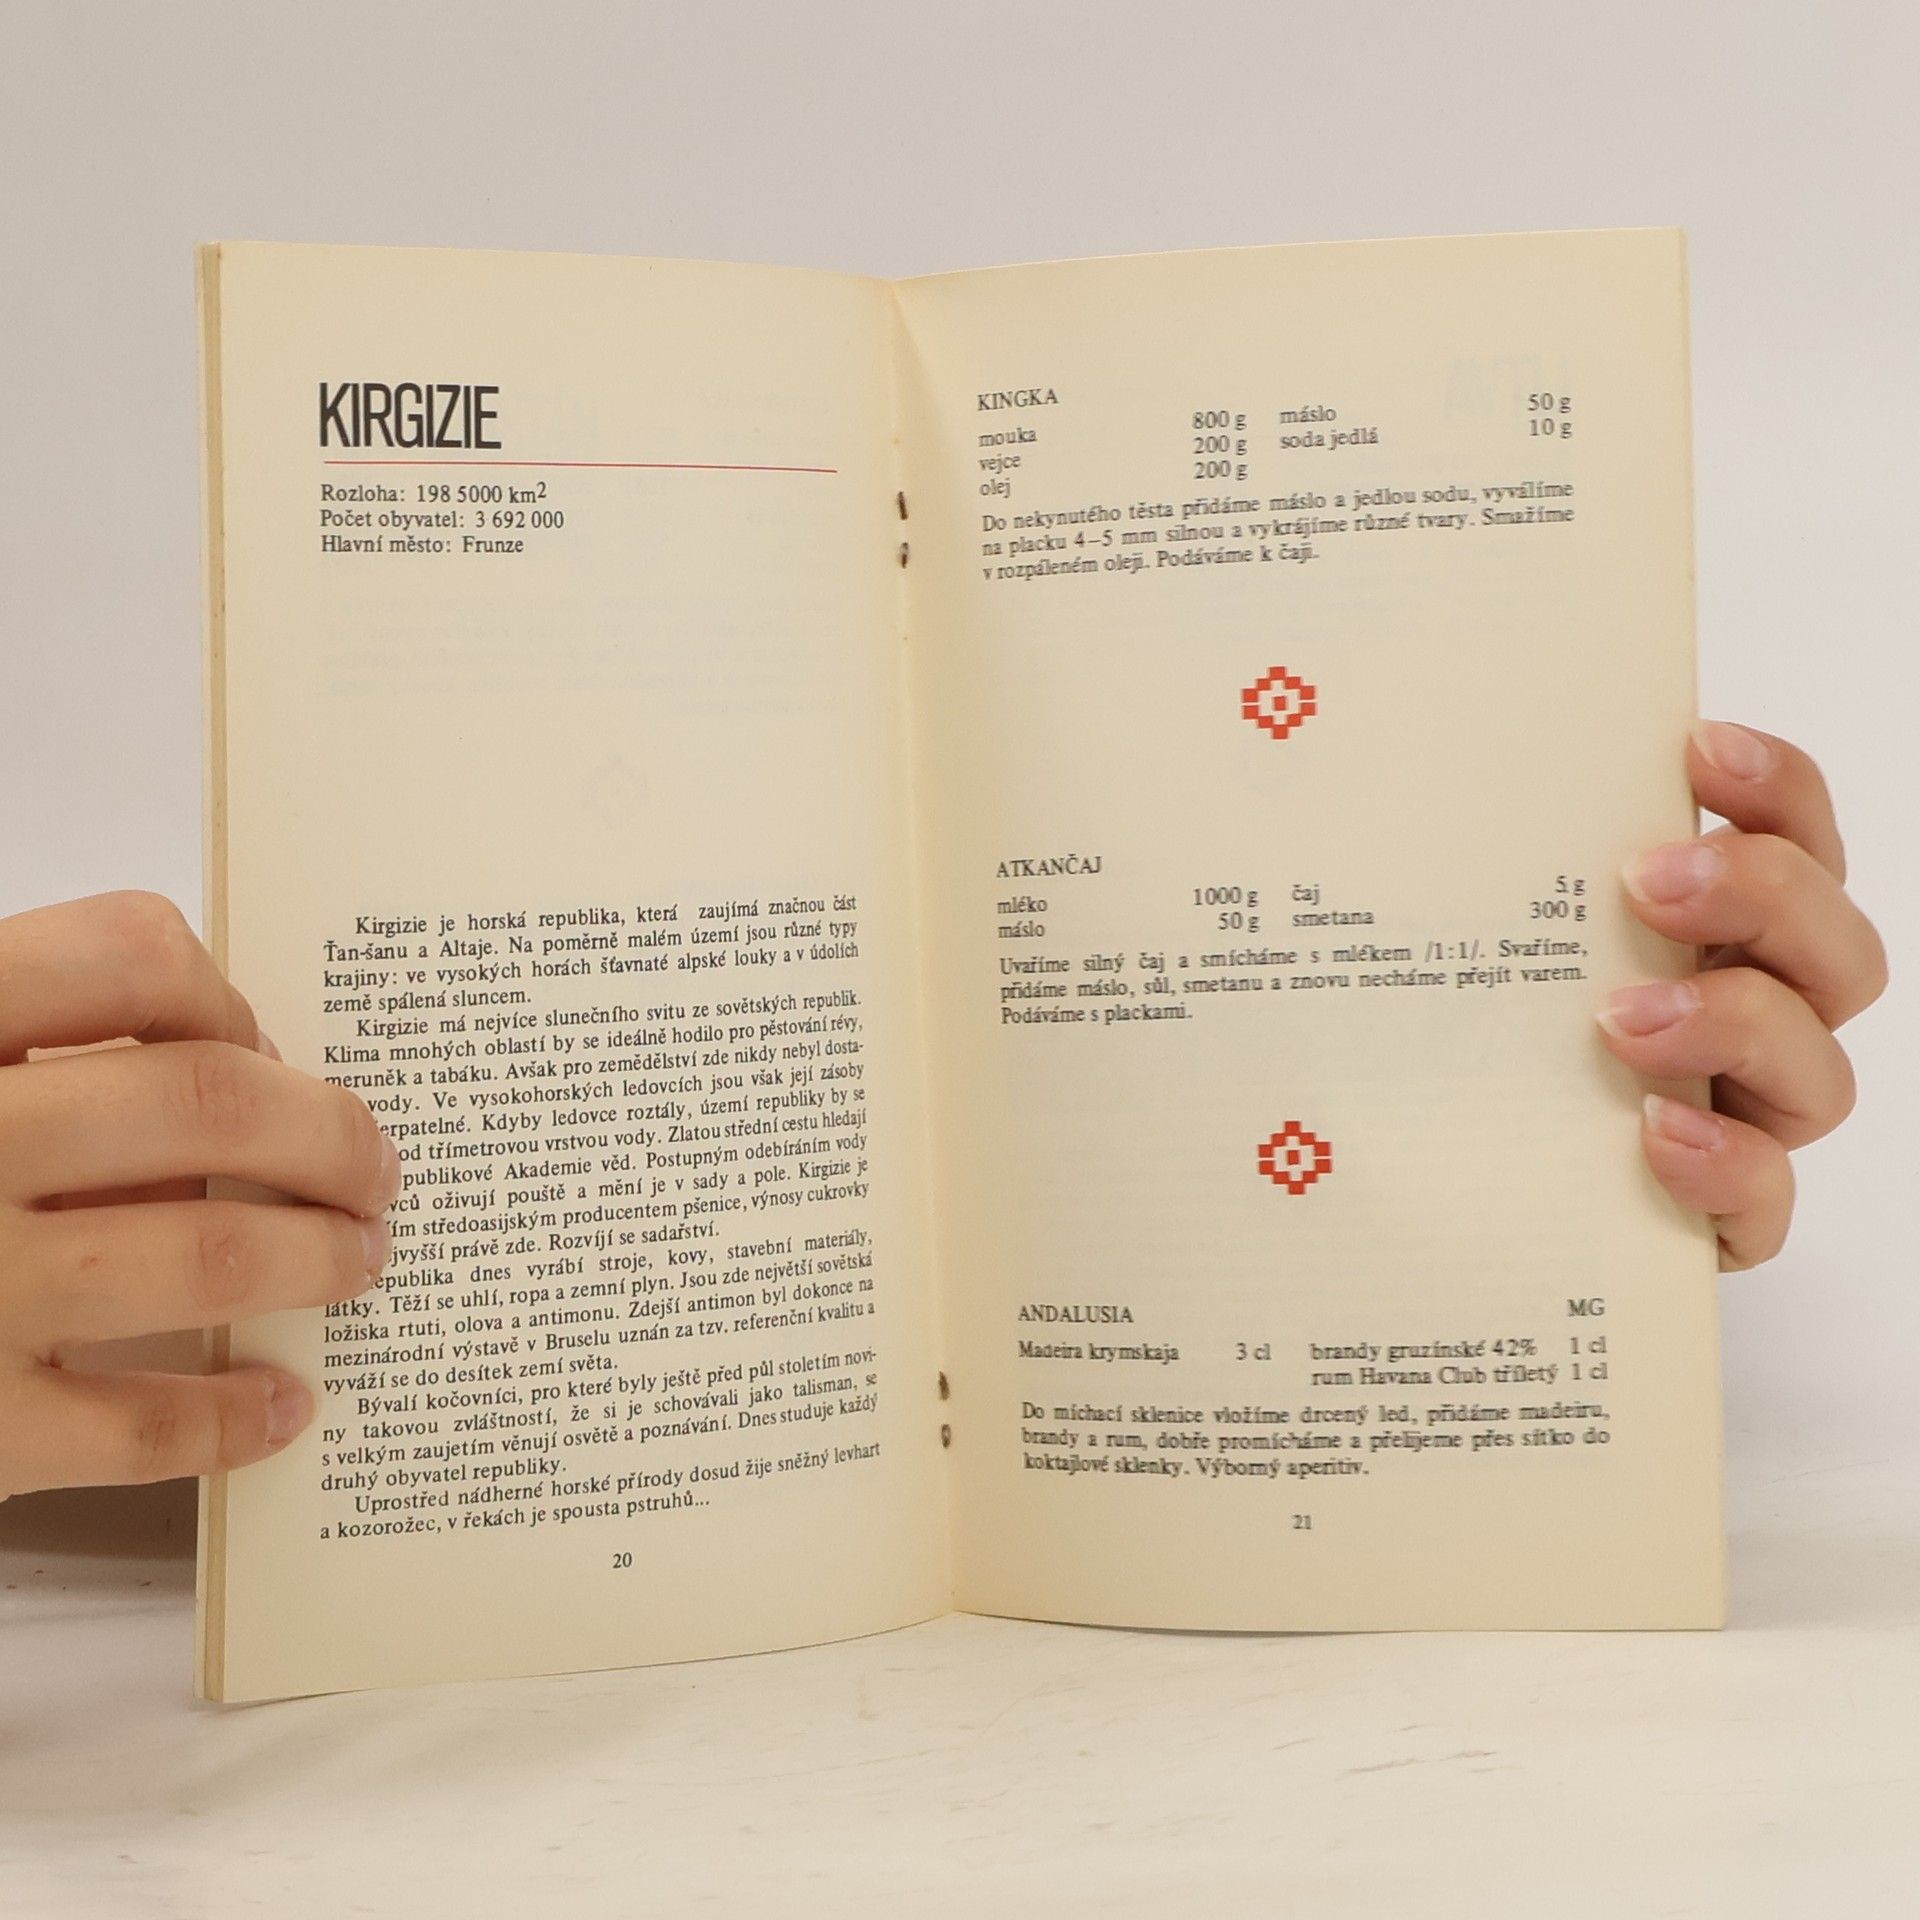 KIRGIZIE
Rozloha: 198 5000 km2
Počet obyvatel: 3 692 000
Hlavní město: Frunze
Kirgizie je horská republika, která zaujímá značnou část
Ťan-šanu a Altaje. Na poměrně malém území jsou různé typy
krajiny: ve vysokých horách šťavnaté alpské louky a v údolích
země spálená sluncem.
Kirgizie má nejvíce slunečního svitu ze sovětských republik.
Klima mnohých oblastí by se ideálně hodilo pro pěstování révy,
meruněk a tabáku. Avšak pro zemědělství zde nikdy nebyl dosta-
vody. Ve vysokohorských ledovcích jsou však její zásoby
erpatelné. Kdyby ledovce roztály, území republiky by se
od třímetrovou vrstvou vody. Zlatou střední cestu hledají
publikové Akademie věd. Postupným odebíráním vody
vců oživují pouště a mění je v sady a pole. Kirgizie je
ím středoasijským producentem pšenice, výnosy cukrovky
jvyšší právě zde. Rozvíjí se sadařství.
epublika dnes vyrábí stroje, kovy, stavební materiály,
látky. Těží se uhlí, ropa a zemní plyn. Jsou zde největší sovětská
ložiska rtuti, olova a antimonu. Zdejší antimon byl dokonce na
mezinárodní výstavě v Bruselu uznán za tzv. referenční kvalitu a
vyváží se do desítek zemí světa.
Bývalí kočovníci, pro které byly ještě před půl stoletím novi-
ny takovou zvláštností, že si je schovávali jako talisman, se
s velkým zaujetím věnují osvětě a poznávání. Dnes studuje každý
druhý obyvatel republiky.
Uprostřed nádherné horské přírody dosud žije sněžný levhart
a kozorožec, v řekách je spousta pstruhů...
20
KINGKA
mouka 800 g máslo 50 g
vejce 200 g soda jedlá 10 g
olej 200 g
Do nekynutého těsta přidáme máslo a jedlou sodu, vyválíme
na placku 4–5 mm silnou a vykrájíme různé tvary. Smažíme
v rozpáleném oleji. Podáváme k čaji.
ATKANČAJ
mléko 1000 g čaj 5 g
máslo 50 g smetana 300 g
Uvaříme silný čaj a smícháme s mlékem /1:1/. Svaříme,
přidáme máslo, sůl, smetanu a znovu necháme přejít varem.
Podáváme s plackami.
ANDALUSIA MG
Madeira krymskaja 3 cl brandy gruzínské 42% 1 cl
rum Havana Club tříletý 1 cl
Do míchací sklenice vložíme drcený led, přidáme madeiru,
brandy a rum, dobře promícháme a přelijeme přes sítko do
koktajlové sklenky. Výborný aperitiv.
21